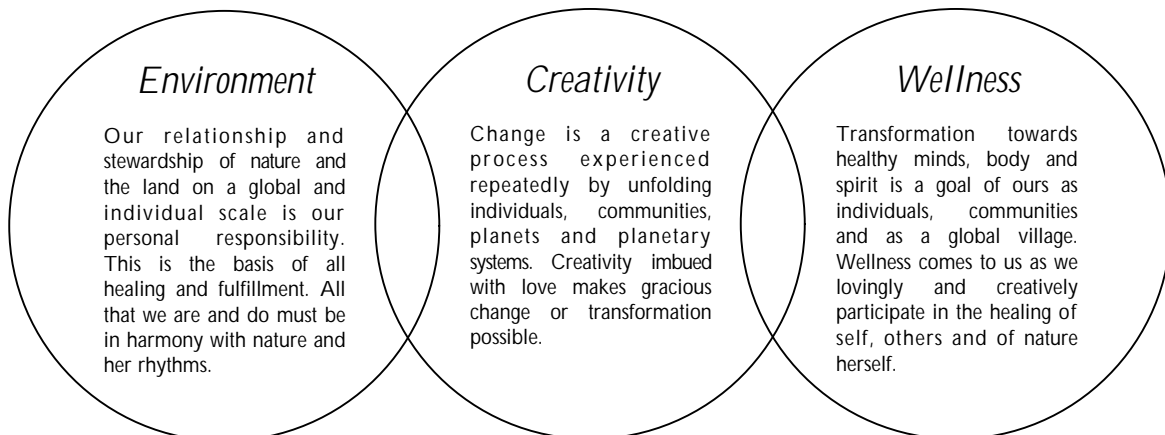 Environment
Our relationship and
stewardship of nature and
the land on a global and
individual scale is our
personal responsibility.
This is the basis of all
healing and fulfillment. All
that we are and do must be
in harmony with nature and
her rhythms.
Creativity
Change is a creative
process experienced
repeatedly by unfolding
individuals, communities,
planets and planetary
systems. Creativity imbued
with love makes gracious
change or transformation
possible.
Wellness
Transformation towards
healthy minds, body and
spirit is a goal of ours as
individuals, communities
and as a global village.
Wellness comes to us as we
lovingly and creatively
participate in the healing of
self, others and of nature
herself.